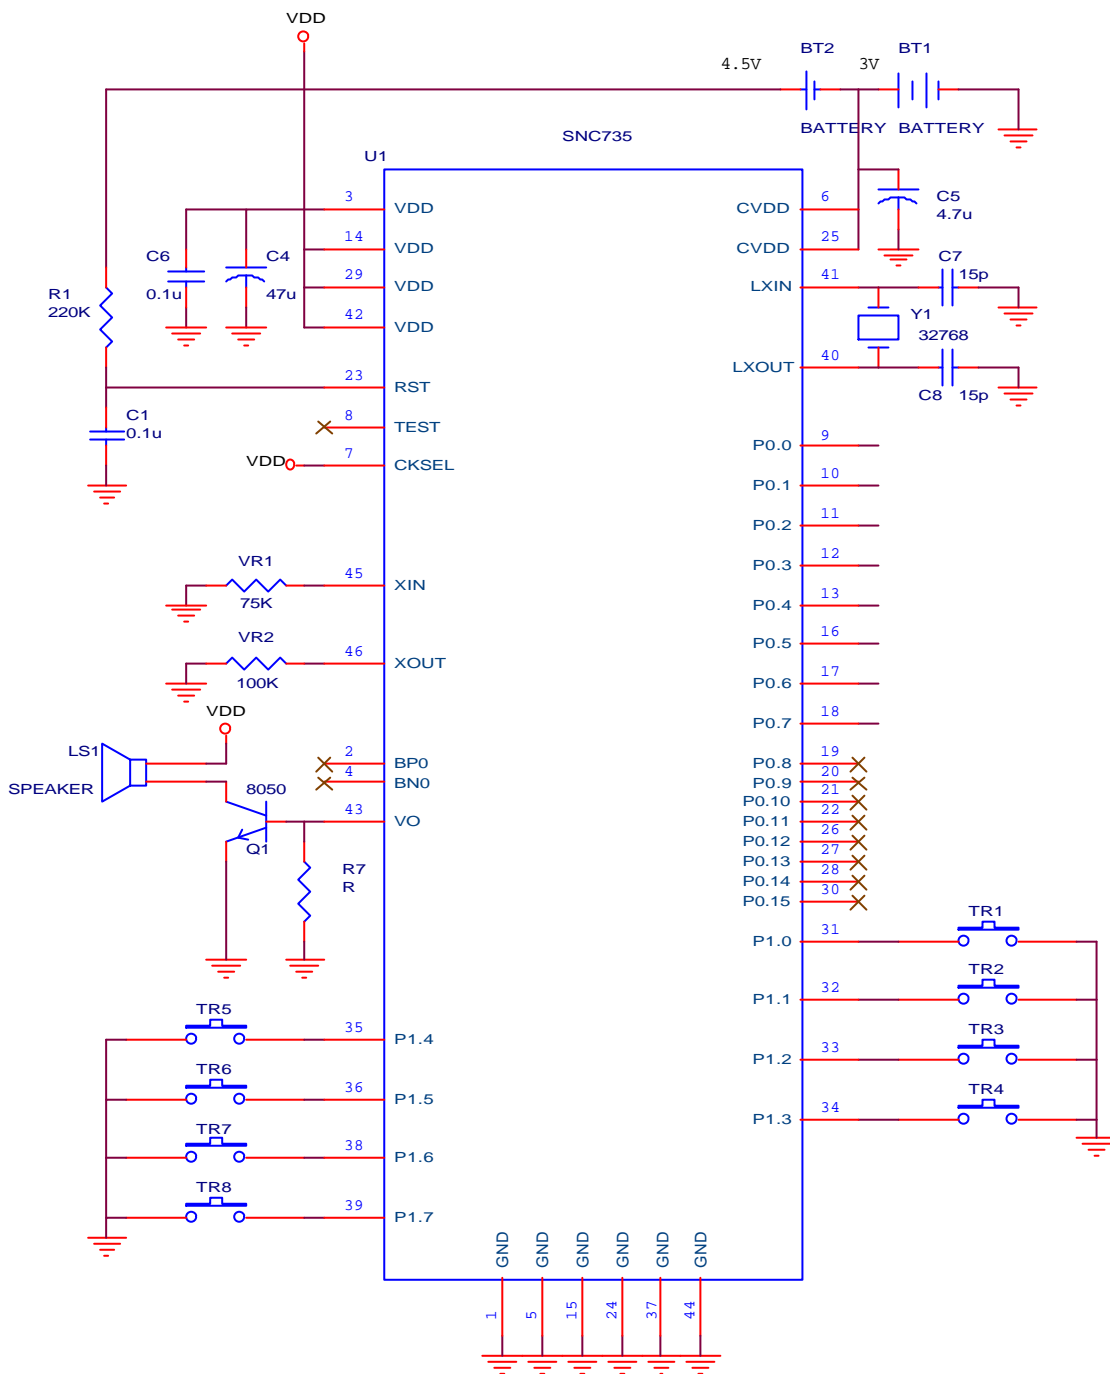 VDD
BT2 BT1
4.5V 3V
BATTERY BATTERY
SNC735
U1
3 VDD CVDD 6 C5
4.7u
14 VDD CVDD 25
C6 C4 C7
0.1u 47u 15p
29 VDD LXIN 41
R1
220K
42 VDD Y1
32768
LXOUT 40
C8 15p
23 RST
C1
0.1u
8 TEST
VDD 7 CKSEL
P0.0 9
P0.1 10
P0.2 11
P0.3 12
P0.4 13
P0.5 16
P0.6 17
P0.7 18
VR1
75K
45 XIN
VR2
100K
46 XOUT
VDD
LS1
SPEAKER
2 BP0
4 BN0
8050
Q1
43 VO
R7
R
P0.8 19
P0.9 20
P0.10 21
P0.11 22
P0.12 26
P0.13 27
P0.14 28
P0.15 30
P1.0 31 TR1
P1.1 32 TR2
P1.2 33 TR3
P1.3 34 TR4
TR5 35 P1.4
TR6 36 P1.5
TR7 38 P1.6
TR8 39 P1.7
GND GND GND GND GND GND
1 5 15 24 37 44